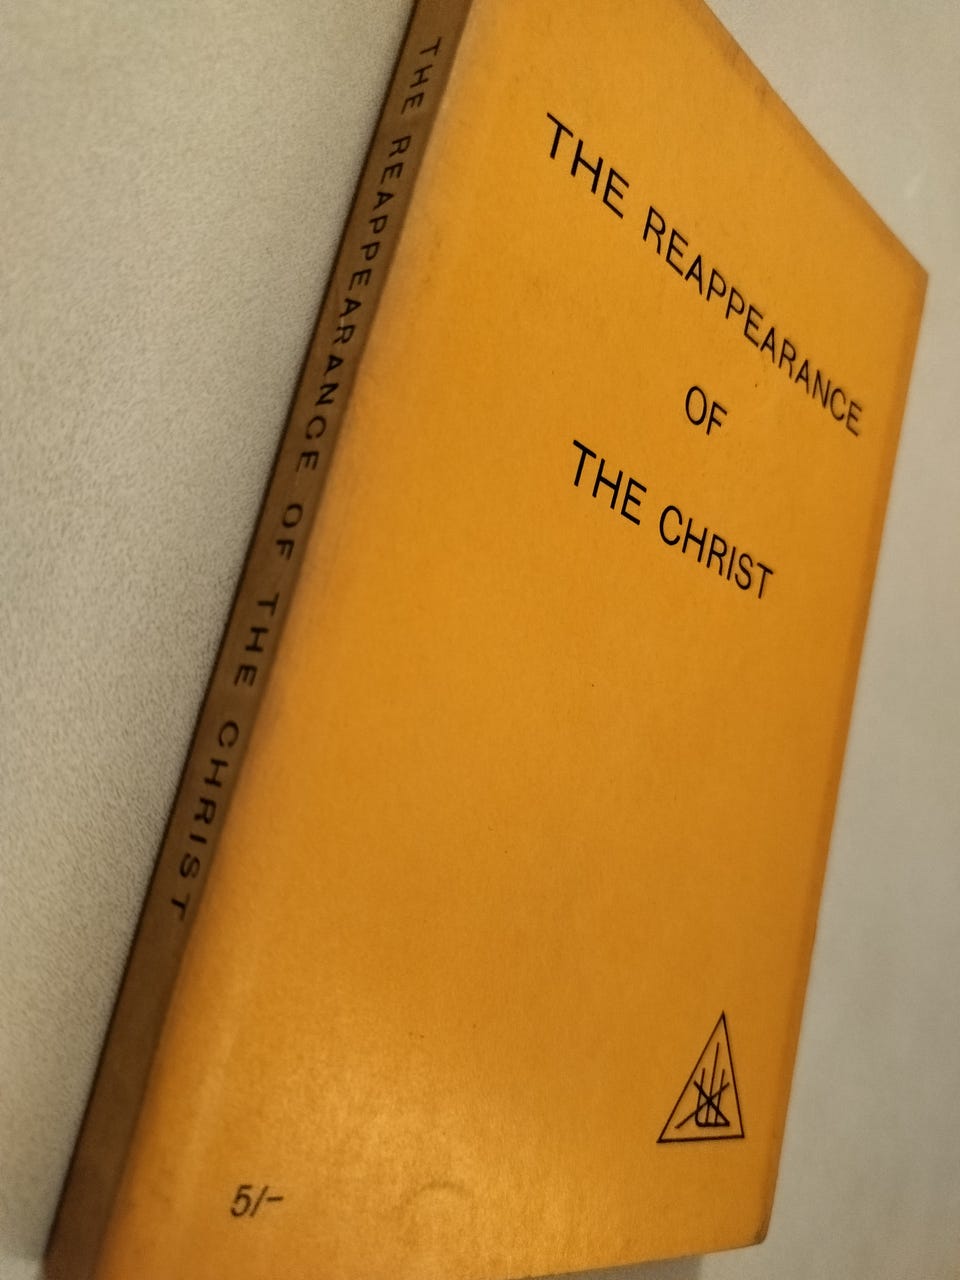 THE REAPPEARANCE OF THE CHRIST
THE REAPPEARANCE
OF
THE CHRIST
5/-